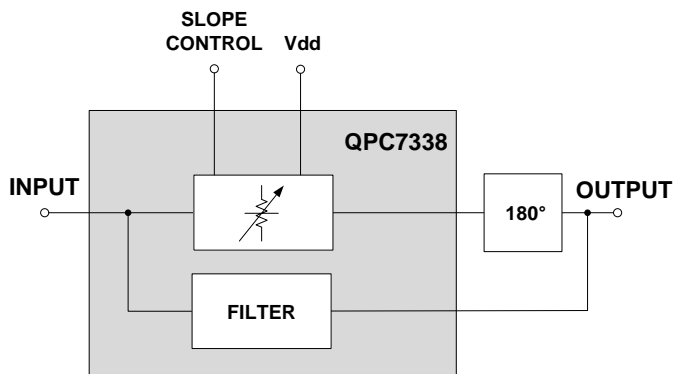 SLOPE
CONTROL
Vdd
QPC7338
INPUT
180°
OUTPUT
FILTER